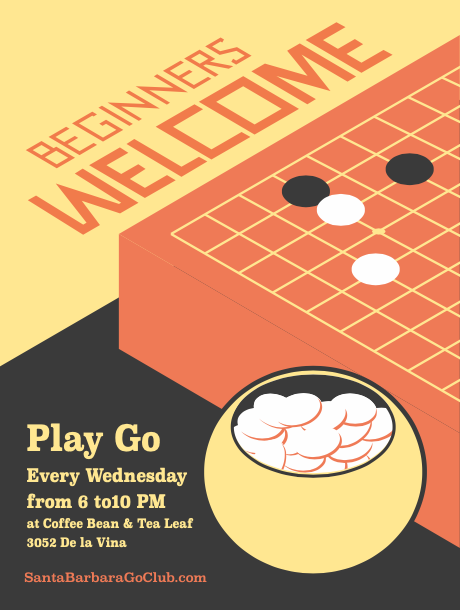 BEGINNERS
WELCOME
Play Go
Every Wednesday
from 6 to10 PM
at Coffee Bean & Tea Leaf
3052 De la Vina
SantaBarbaraGoClub.com